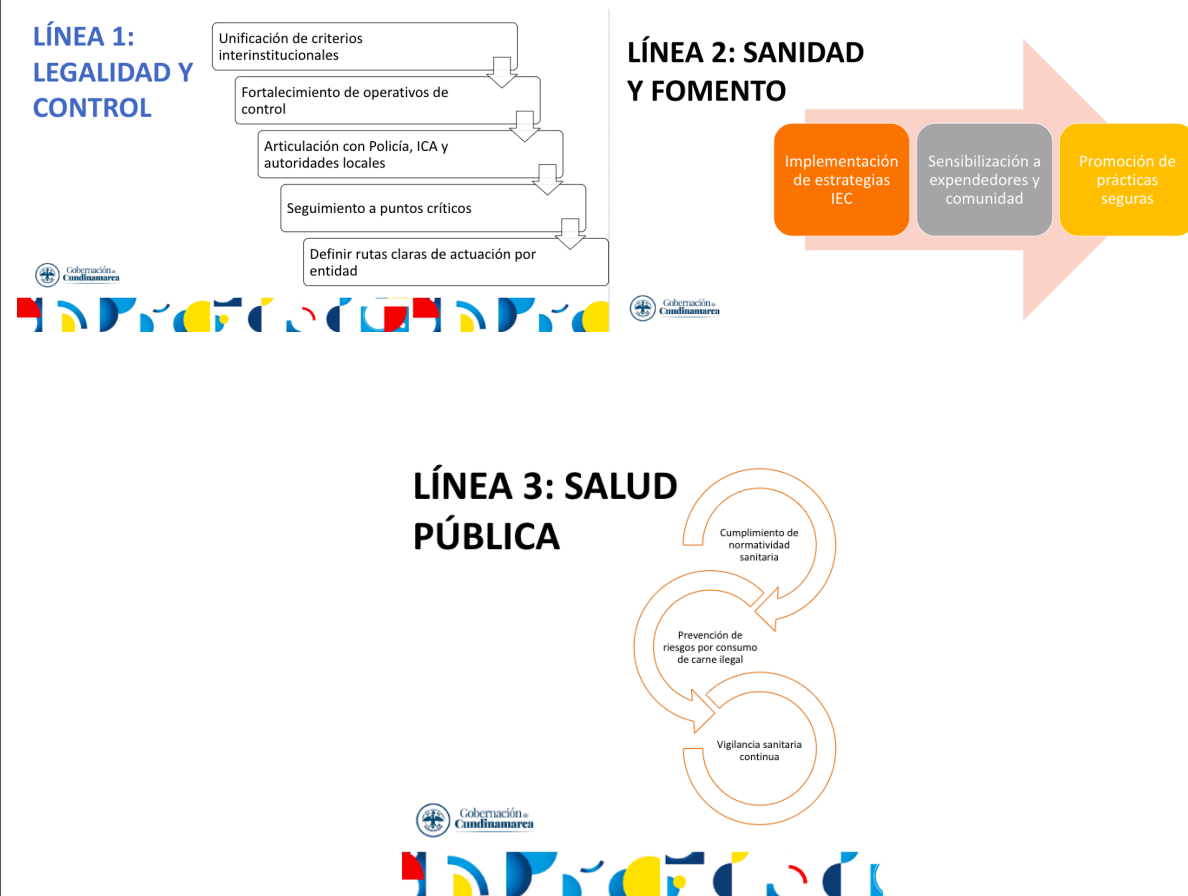 LÍNEA 1:
LEGALIDAD Y
CONTROL
Unificación de criterios
interinstitucionales
Fortalecimiento de operativos de
control
Articulación con Policía, ICA y
autoridades locales
Seguimiento a puntos críticos
Definir rutas claras de actuación por
entidad
Gobernación de
Cundinamarca
LÍNEA 2: SANIDAD
Y FOMENTO
Implementación
de estrategias
IEC
Sensibilización a
expendedores y
comunidad
Promoción de
prácticas
seguras
Gobernación de
Cundinamarca
LÍNEA 3: SALUD
PÚBLICA
Cumplimiento de
normatividad
sanitaria
Prevención de
riesgos por consumo
de carne ilegal
Vigilancia sanitaria
continua
Gobernación de
Cundinamarca